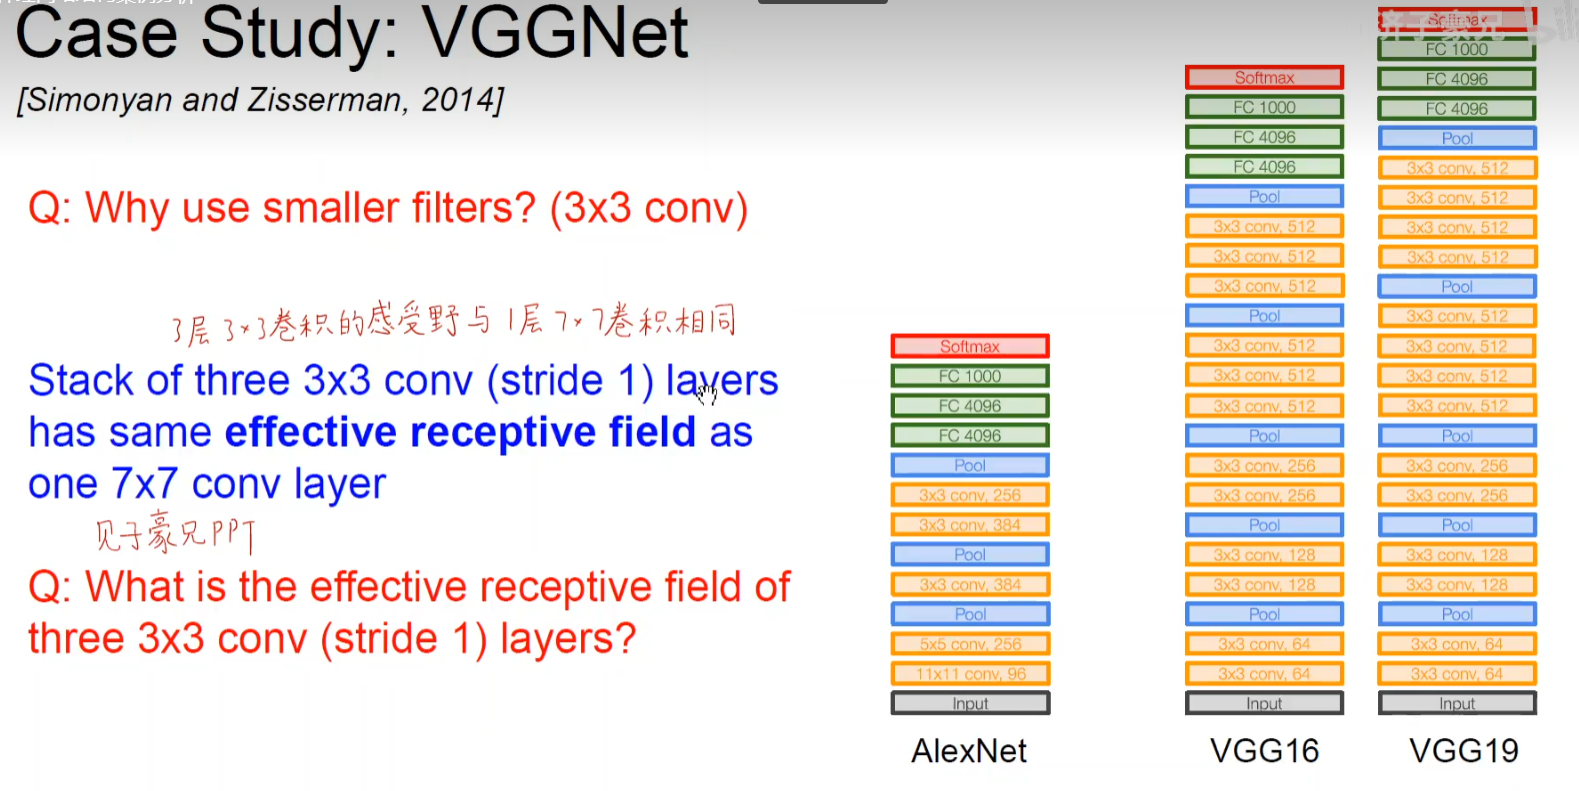 Case Study: VGGNet
[Simonyan and Zisserman, 2014]
Q: Why use smaller filters? (3x3 conv)
3层 3×3卷积的感受野与1层7×7卷积相同
Stack of three 3x3 conv (stride 1) layers
has same effective receptive field as
one 7x7 conv layer
见子豪兄PPT
Q: What is the effective receptive field of
three 3x3 conv (stride 1) layers?
Softmax
FC 1000
FC 4096
FC 4096
Pool
3x3 conv, 256
3x3 conv, 384
Pool
3x3 conv, 384
Pool
5x5 conv, 256
11x11 conv, 96
Input
AlexNet
Softmax
FC 1000
FC 4096
FC 4096
Pool
3x3 conv, 512
3x3 conv, 512
3x3 conv, 512
Pool
3x3 conv, 512
3x3 conv, 512
3x3 conv, 512
Pool
3x3 conv, 256
3x3 conv, 256
Pool
3x3 conv, 128
3x3 conv, 128
Pool
3x3 conv, 64
3x3 conv, 64
Input
VGG16
Softmax
FC 1000
FC 4096
FC 4096
Pool
3x3 conv, 512
3x3 conv, 512
3x3 conv, 512
3x3 conv, 512
Pool
3x3 conv, 512
3x3 conv, 512
3x3 conv, 512
3x3 conv, 512
Pool
3x3 conv, 256
3x3 conv, 256
Pool
3x3 conv, 128
3x3 conv, 128
Pool
3x3 conv, 64
3x3 conv, 64
Input
VGG19